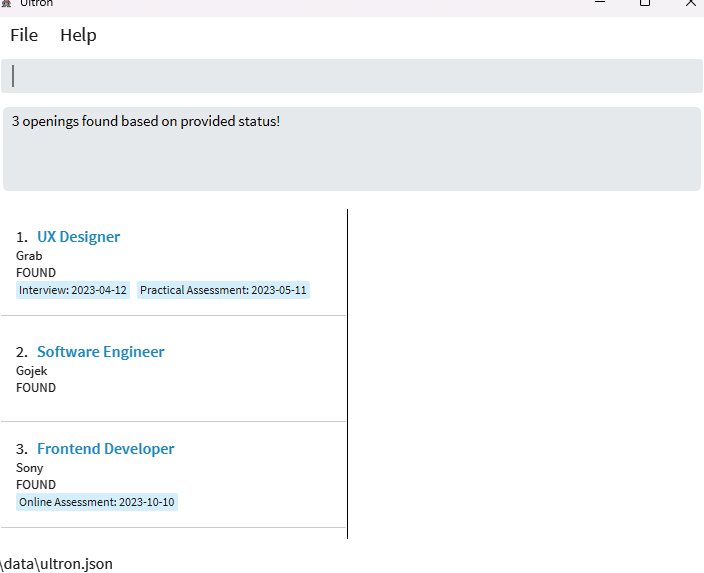 Ultron
File Help
3 openings found based on provided status!
1. UX Designer
Grab
FOUND
Interview: 2023-04-12 Practical Assessment: 2023-05-11
2. Software Engineer
Gojek
FOUND
3. Frontend Developer
Sony
FOUND
Online Assessment: 2023-10-10
\data\ultron.json